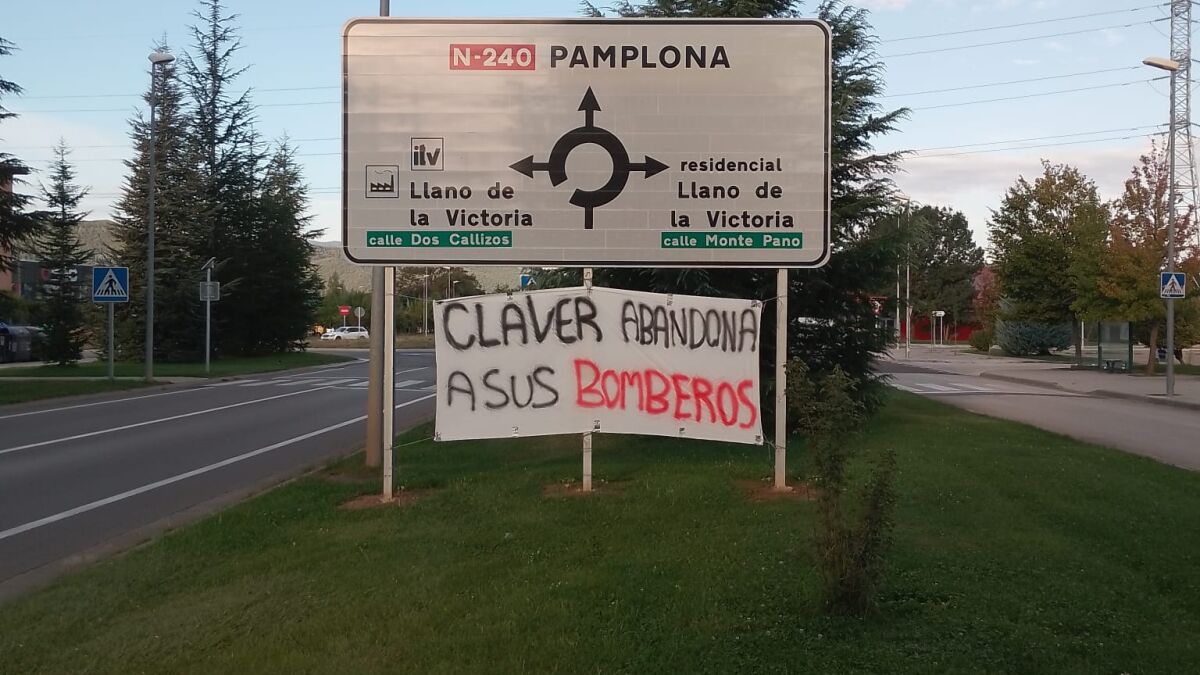 N-240 PAMPLONA
itv
Llano de
la Victoria
calle Dos Callizos
residencial
Llano de
la Victoria
calle Monte Pano
CLAVER ABANDONA
A SUS BOMBEROS